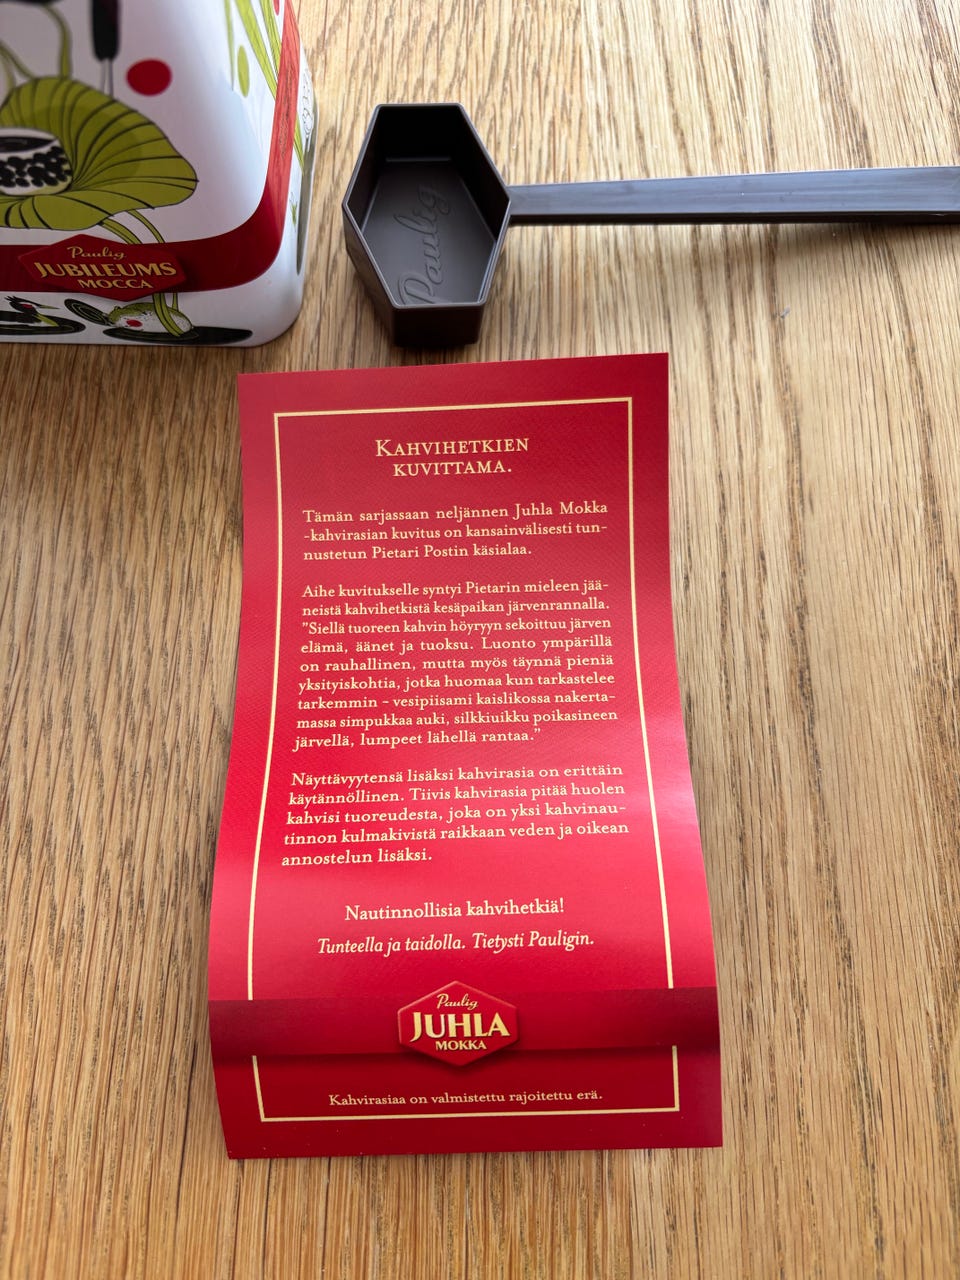 Paulig
JUBILEUMS
MOCCA
Paulig
KAHVIHETKIEN
KUVITTAMA.
Tämän sarjassaan neljännen Juhla Mokka
-kahvirasian kuvitus on kansainvälisesti tun-
nustetun Pietari Postin käsialaa.
Aihe kuvitukselle syntyi Pietarin mieleen jää-
neistä kahvihetkistä kesäpaikan järvenrannalla.
”Siellä tuoreen kahvin höyryyn sekoittuu järven
elämä, äänet ja tuoksu. Luonto ympärillä
on rauhallinen, mutta myös täynnä pieniä
yksityiskohtia, jotka huomaa kun tarkastelee
tarkemmin – vesipiisami kaislikossa nakerta-
massa simpukkaa auki, silkkiuikku poikasineen
järvellä, lumpeet lähellä rantaa.”
Näyttävyytensä lisäksi kahvirasia on erittäin
käytännöllinen. Tiivis kahvirasia pitää huolen
kahvisi tuoreudesta, joka on yksi kahvinau-
tinnon kulmakivistä raikkaan veden ja oikean
annostelun lisäksi.
Nautinnollisia kahvihetkiä!
Tunteella ja taidolla. Tietysti Pauligin.
Paulig
JUHLA
MOKKA
Kahvirasiaa on valmistettu rajoitettu erä.